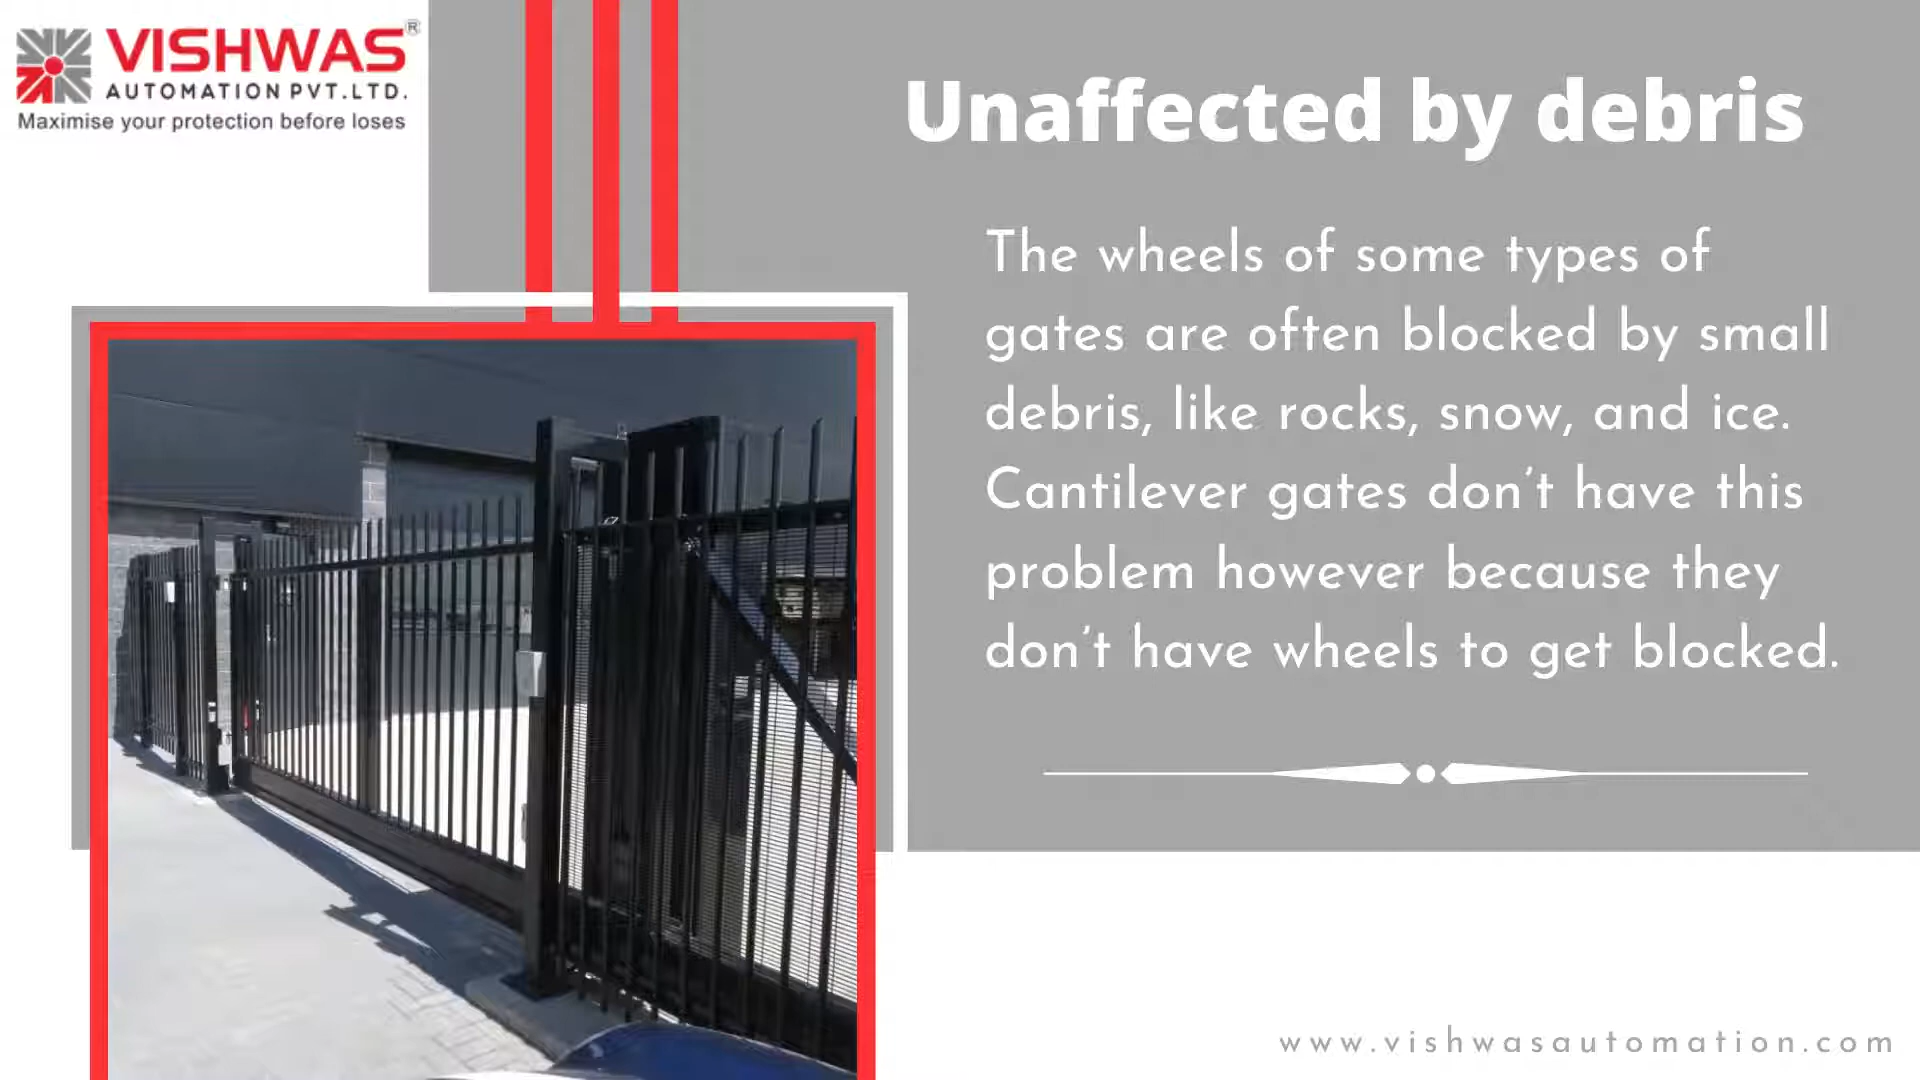 VISHWAS®
AUTOMATION PVT.LTD.
Maximise your protection before loses
Unaffected by debris
The wheels of some types of
gates are often blocked by small
debris, like rocks, snow, and ice.
Cantilever gates don’t have this
problem however because they
don’t have wheels to get blocked.
www.vishwasautomation.com